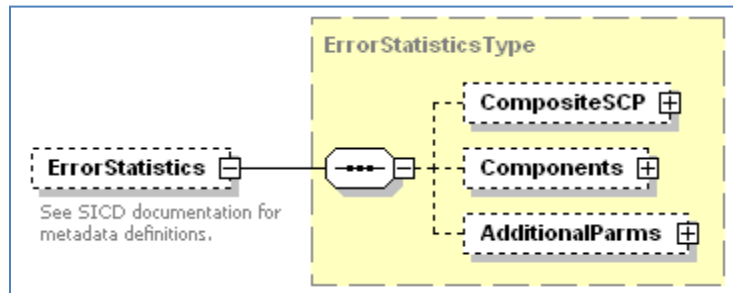 ErrorStatisticsType
CompositeSCP
ErrorStatistics
Components
See SICD documentation for
metadata definitions.
AdditionalParms